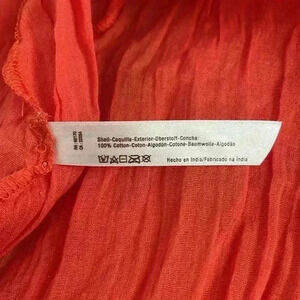 Shell-Coquille-Exterior-Oberstoff-Concha:
100% Cotton-Coton-Algodón-Cotone-Baumwolle-Algodão
Hecho en India/Fabricado na Índia